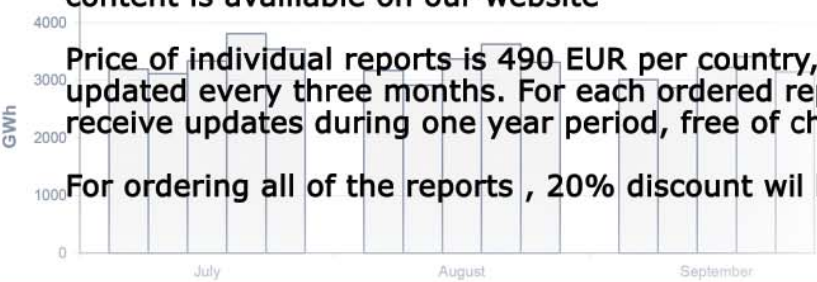 content is available on our website
4000
Price of individual reports is 490 EUR per country,
3000
updated every three months. For each ordered re
GWh
2000
receive updates during one year period, free of ch
1000
For ordering all of the reports , 20% discount wil
0
July August September